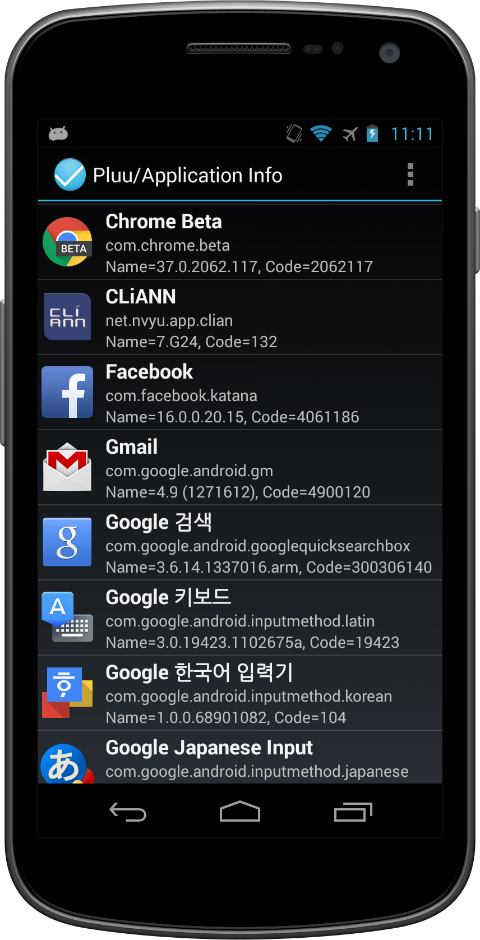 11:11
Pluu/Application Info
Chrome Beta
BETA
com.chrome.beta
Name=37.0.2062.117, Code=2062117
CLiANN
CLi
ANN
net.nvyu.app.clian
Name=7.G24, Code=132
Facebook
f
com.facebook.katana
Name=16.0.0.20.15, Code=4061186
Gmail
com.google.android.gm
Name=4.9 (1271612), Code=4900120
Google 검색
g
com.google.android.googlequicksearchbox
Name=3.6.14.1337016.arm, Code=300306140
Google 키보드
A
com.google.android.inputmethod.latin
Name=3.0.19423.1102675a, Code=19423
Google 한국어 입력기
ㅎ
com.google.android.inputmethod.korean
Name=1.0.0.68901082, Code=104
Google Japanese Input
あ
com.google.android.inputmethod.japanese